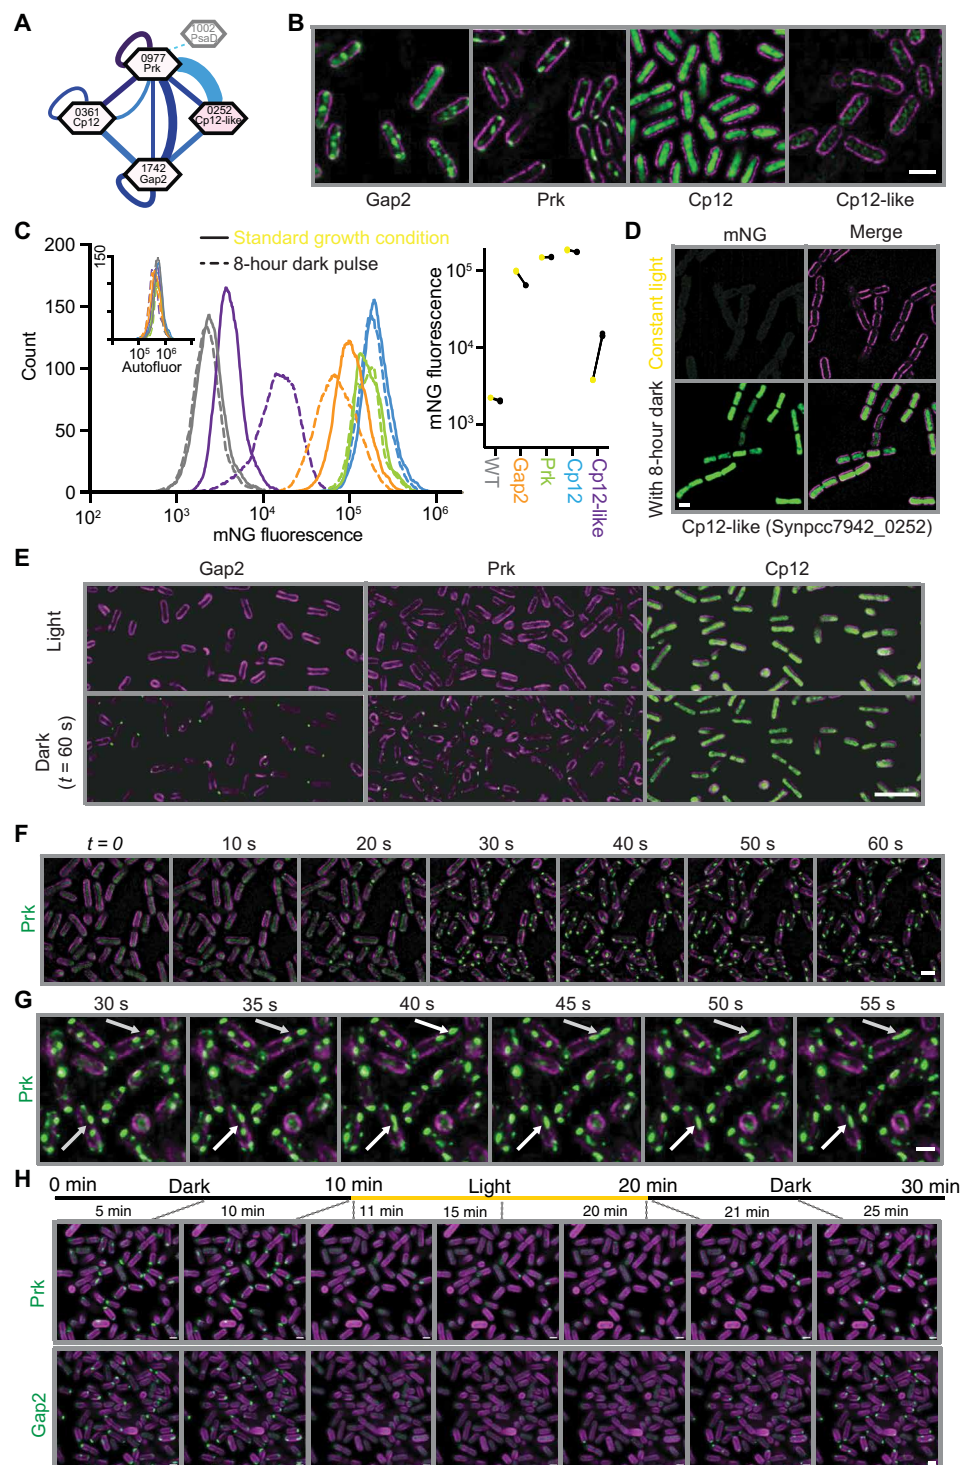 A
1002
PsaD
0977
Prk
0361
Cp12
0252
Cp12-like
1742
Gap2
B
Gap2
Prk
Cp12
Cp12-like
C
Standard growth condition
8-hour dark pulse
Count
200
150
100
50
0
10²
10³
10⁴
10⁵
10⁶
mNG fluorescence
150
10⁵
10⁶
Autofluor
mNG fluorescence
10⁵
10⁴
10³
WT
Gap2
Prk
Cp12
Cp12-like
D
mNG
Merge
Constant light
With 8-hour dark
Cp12-like (Synpcc7942_0252)
E
Gap2
Prk
Cp12
Light
Dark
(t = 60 s)
F
t = 0
10 s
20 s
30 s
40 s
50 s
60 s
Prk
G
30 s
35 s
40 s
45 s
50 s
55 s
Prk
H
0 min
Dark
10 min
Light
20 min
Dark
30 min
5 min
10 min
11 min
15 min
20 min
21 min
25 min
Prk
Gap2